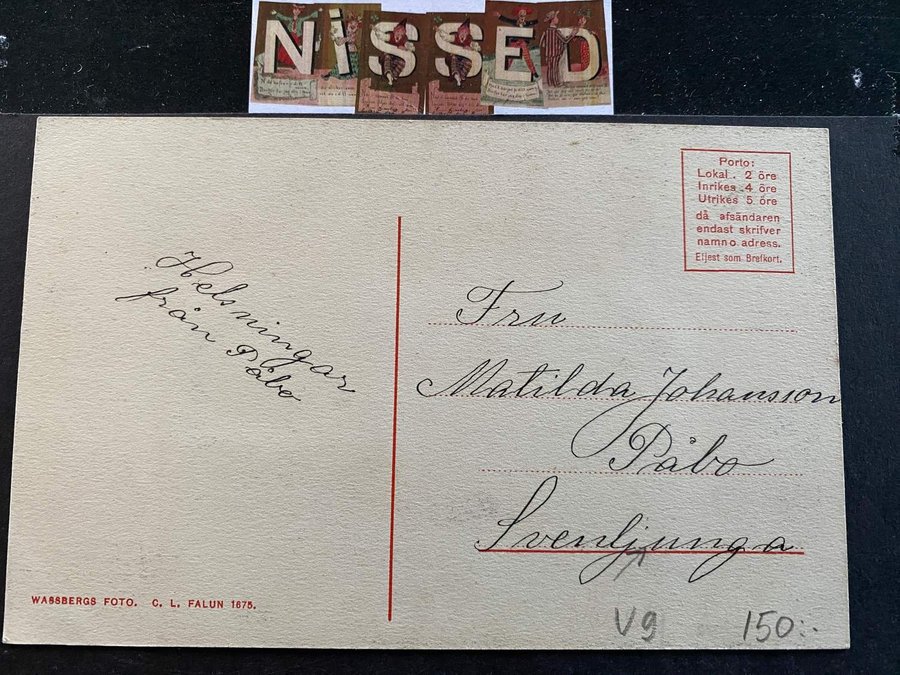 NISSED
Porto:
Lokal . 2 öre
Inrikes 4 öre
Utrikes 5 öre
då afsändaren
endast skrifver
namn o. adress.
Eljest som Brefkort.
Helsningar
från Påbo
Fru
Matilda Johansson
Påbo
Svenljunga
WASSBERGS FOTO. C. L. FALUN 1675.
V9
150:-